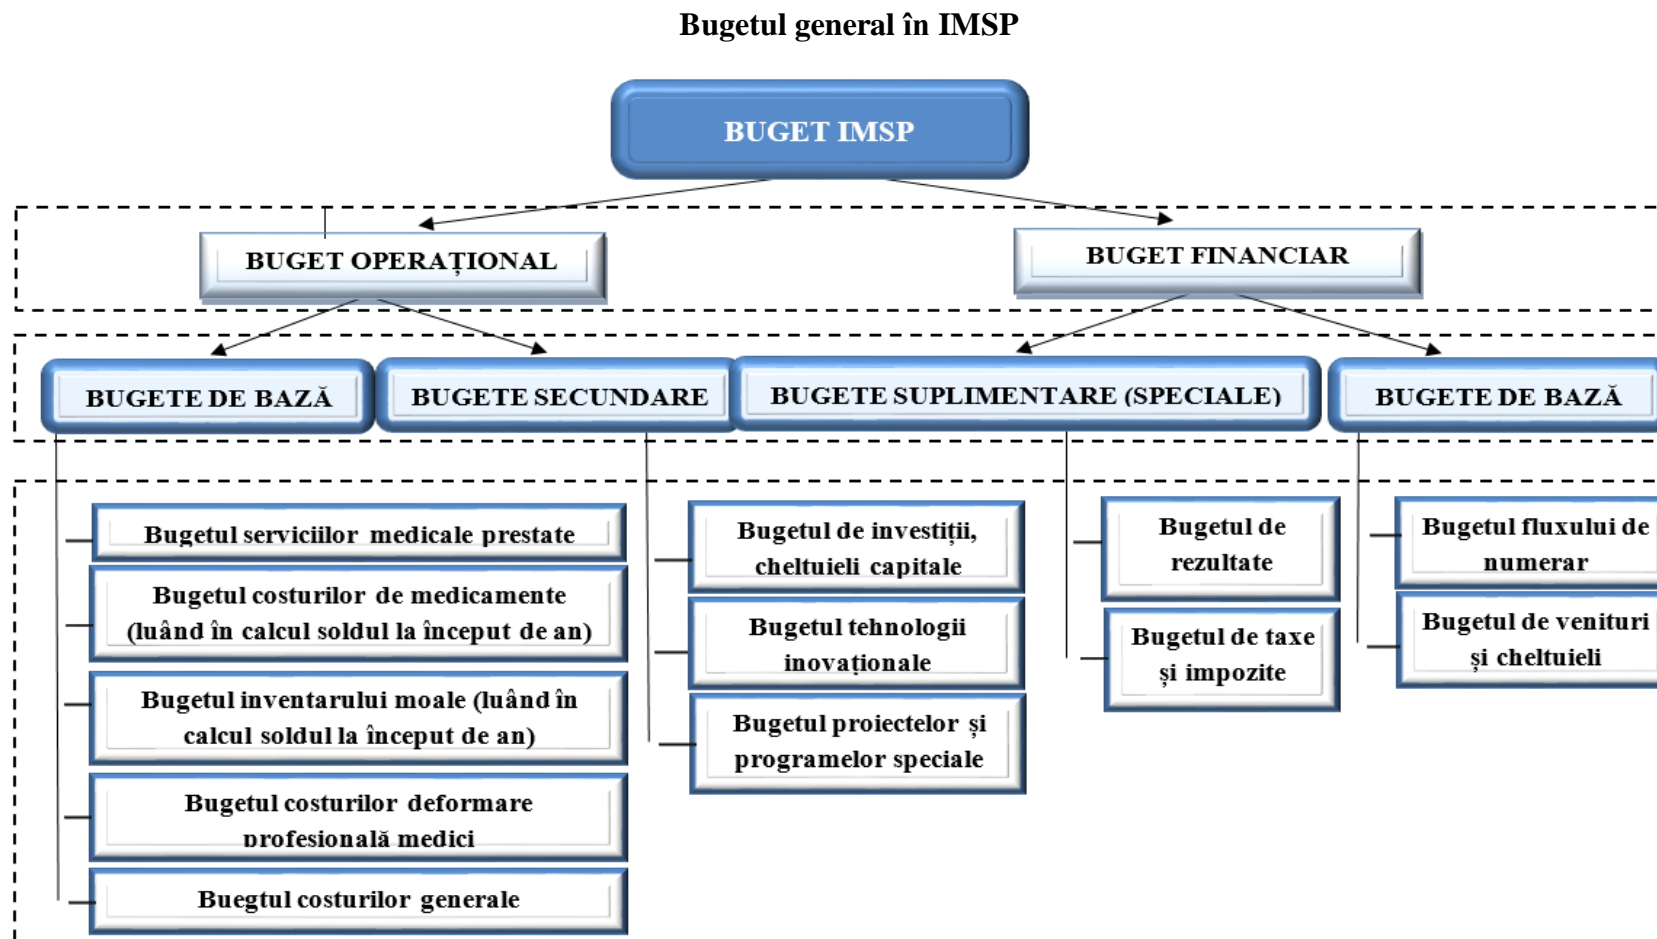 Bugetul general în IMSP
BUGET IMSP
BUGET OPERAȚIONAL
BUGET FINANCIAR
BUGETE DE BAZĂ
BUGETE SECUNDARE
BUGETE SUPLIMENTARE (SPECIALE)
BUGETE DE BAZĂ
Bugetul serviciilor medicale prestate
Bugetul costurilor de medicamente
(luând în calcul soldul la început de an)
Bugetul inventarului moale (luând în
calcul soldul la început de an)
Bugetul costurilor deformare
profesională medici
Buegtul costurilor generale
Bugetul de investiții,
cheltuieli capitale
Bugetul tehnologii
inovaționale
Bugetul proiectelor și
programelor speciale
Bugetul de
rezultate
Bugetul de taxe
și impozite
Bugetul fluxului de
numerar
Bugetul de venituri
și cheltuieli